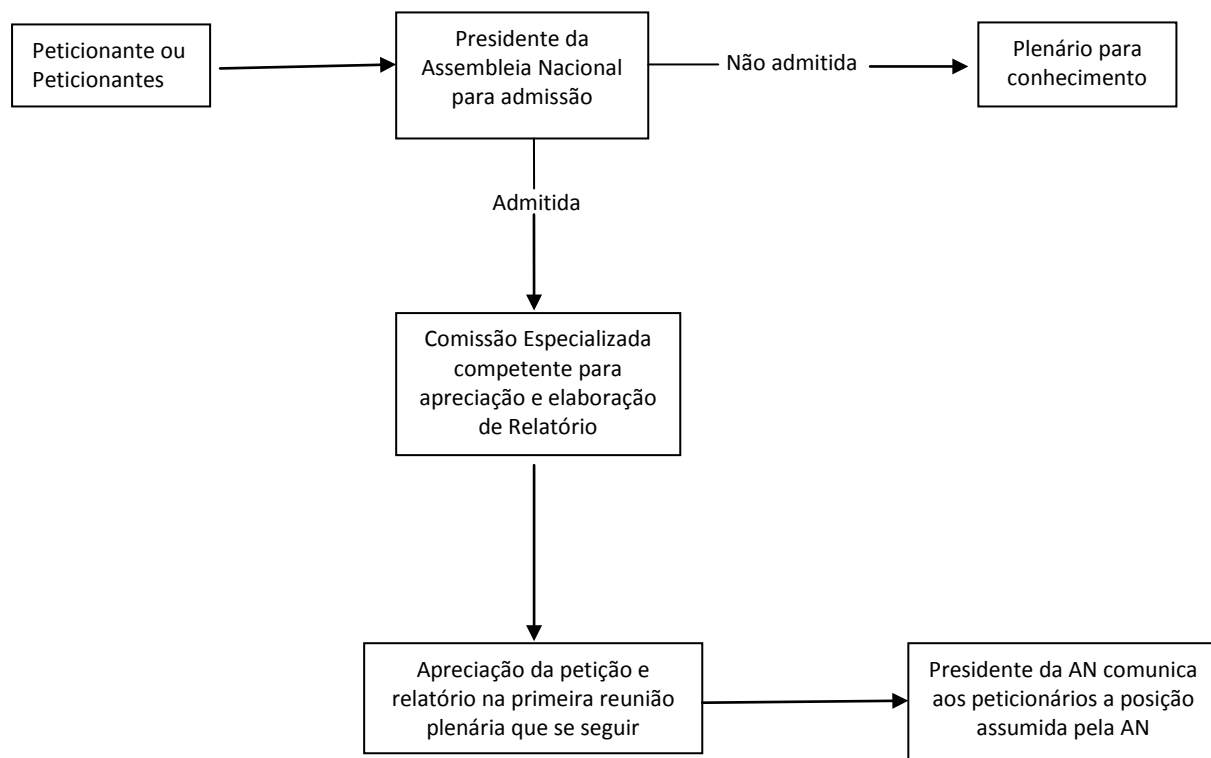 Peticionante ou
Peticionantes
Presidente da
Assembleia Nacional
para admissão
Não admitida
Plenário para
conhecimento
Admitida
Comissão Especializada
competente para
apreciação e elaboração
de Relatório
Apreciação da petição e
relatório na primeira reunião
plenária que se seguir
Presidente da AN comunica
aos peticionários a posição
assumida pela AN